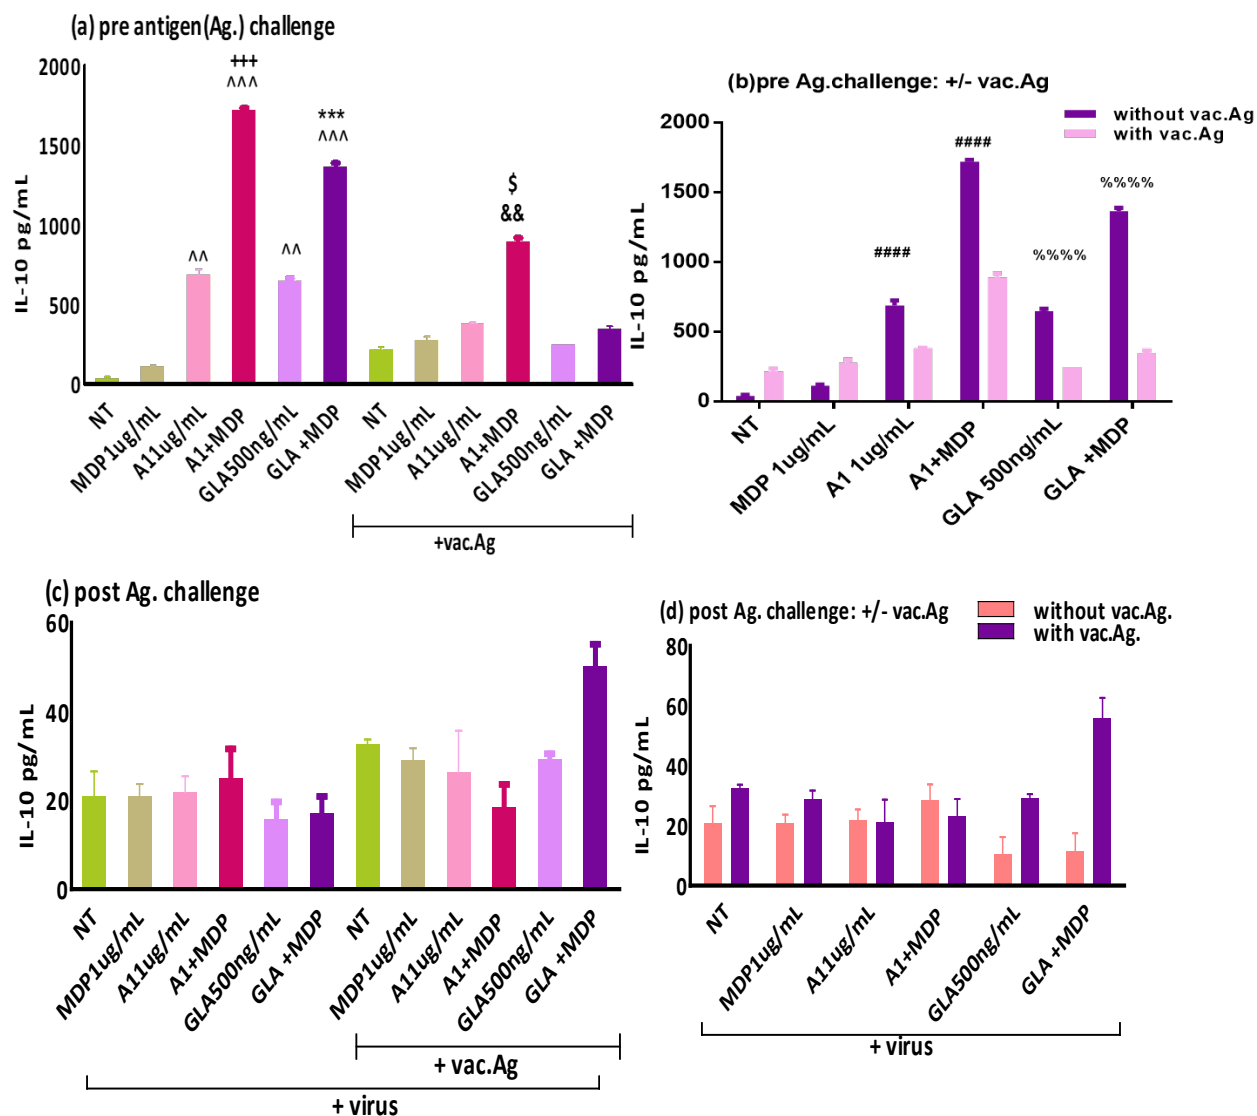 (a) pre antigen(Ag.) challenge
IL-10 pg/mL
2000
1500
1000
500
0
+++
^^^
^^
***
^^^
^^
$
&&
NT
MDP1ug/mL
A11ug/mL
A1+MDP
GLA500ng/mL
GLA +MDP
NT
MDP1ug/mL
A11ug/mL
A1+MDP
GLA500ng/mL
GLA +MDP
+vac.Ag
(b)pre Ag.challenge: +/- vac.Ag
without vac.Ag
with vac.Ag
IL-10 pg/mL
2000
1500
1000
500
0
####
####
%%%%
%%%%
NT
MDP 1ug/mL
A1 1ug/mL
A1+MDP
GLA 500ng/mL
GLA +MDP
(c) post Ag. challenge
IL-10 pg/mL
60
40
20
0
NT
MDP1ug/mL
A11ug/mL
A1+MDP
GLA500ng/mL
GLA +MDP
NT
MDP1ug/mL
A11ug/mL
A1+MDP
GLA500ng/mL
GLA +MDP
+ vac.Ag
+ virus
(d) post Ag. challenge: +/- vac.Ag
without vac.Ag.
with vac.Ag.
IL-10 pg/mL
80
60
40
20
0
NT
MDP1ug/mL
A11ug/mL
A1+MDP
GLA500ng/mL
GLA +MDP
+ virus